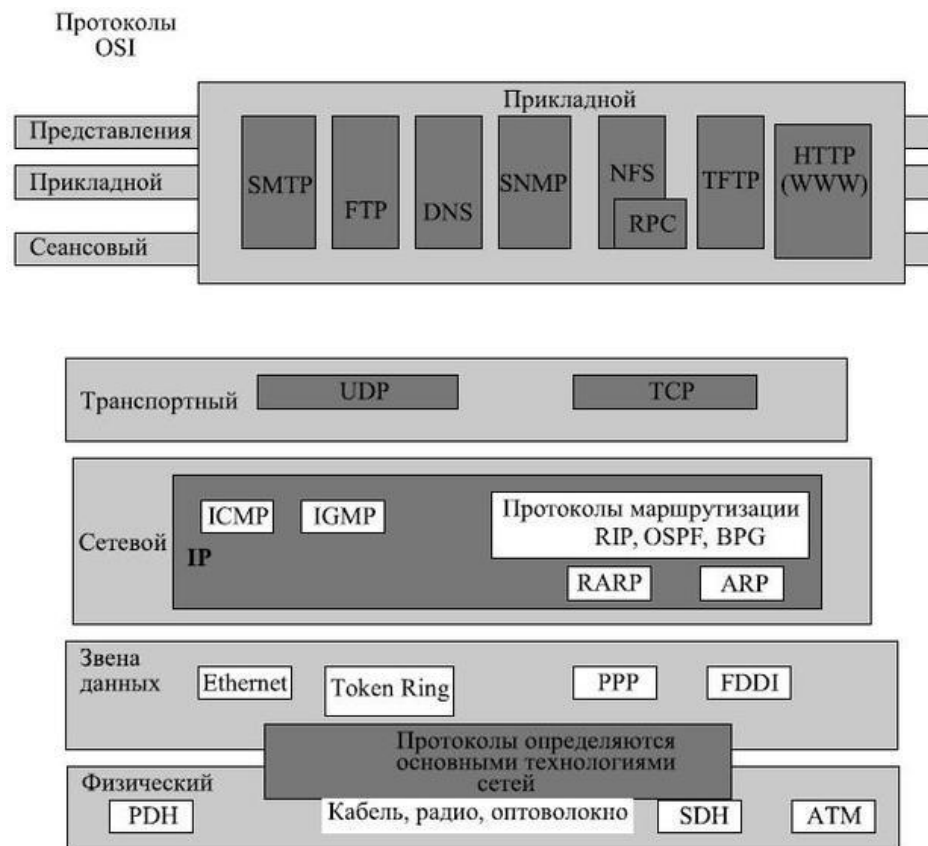 Протоколы
OSI
Прикладной
Представления
Прикладной
Сеансовый
SMTP
FTP
DNS
SNMP
NFS
RPC
TFTP
HTTP
(WWW)
Транспортный
UDP
TCP
Сетевой
IP
ICMP
IGMP
Протоколы маршрутизации
RIP, OSPF, BPG
RARP
ARP
Звена
данных
Ethernet
Token Ring
PPP
FDDI
Протоколы определяются
основными технологиями
сетей
Физический
PDH
Кабель, радио, оптоволокно
SDH
ATM